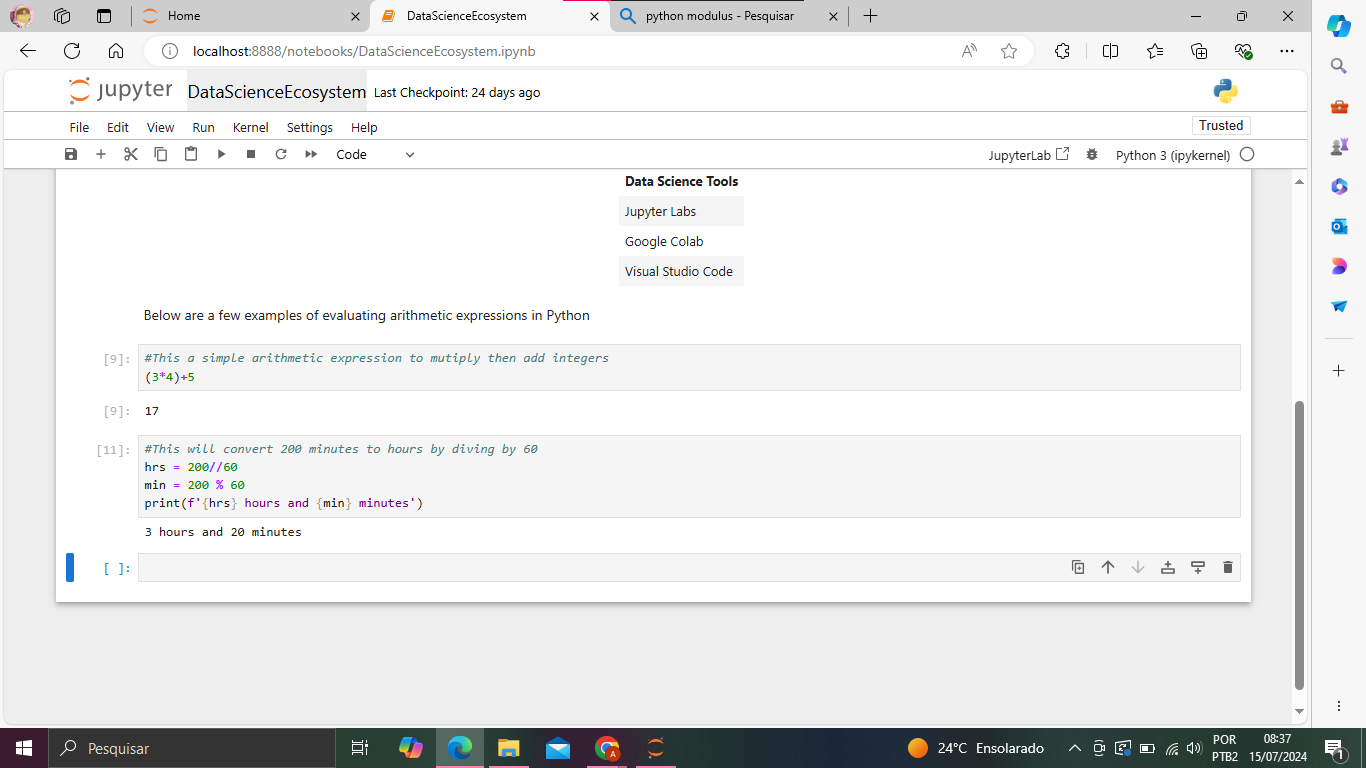 Home
DataScienceEcosystem
python modulus - Pesquisar
localhost:8888/notebooks/DataScienceEcosystem.ipynb
jupyter DataScienceEcosystem Last Checkpoint: 24 days ago
File Edit View Run Kernel Settings Help Trusted
Code JupyterLab Python 3 (ipykernel)
Data Science Tools
Jupyter Labs
Google Colab
Visual Studio Code
Below are a few examples of evaluating arithmetic expressions in Python
[9]: #This a simple arithmetic expression to mutiply then add integers
(3*4)+5
[9]: 17
[11]: #This will convert 200 minutes to hours by diving by 60
hrs = 200//60
min = 200 % 60
print(f'{hrs} hours and {min} minutes')
3 hours and 20 minutes
[ ]:
Pesquisar
24°C Ensolarado
POR
PTB2
08:37
15/07/2024
1